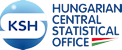 KSH
HUNGARIAN
CENTRAL
STATISTICAL
OFFICE